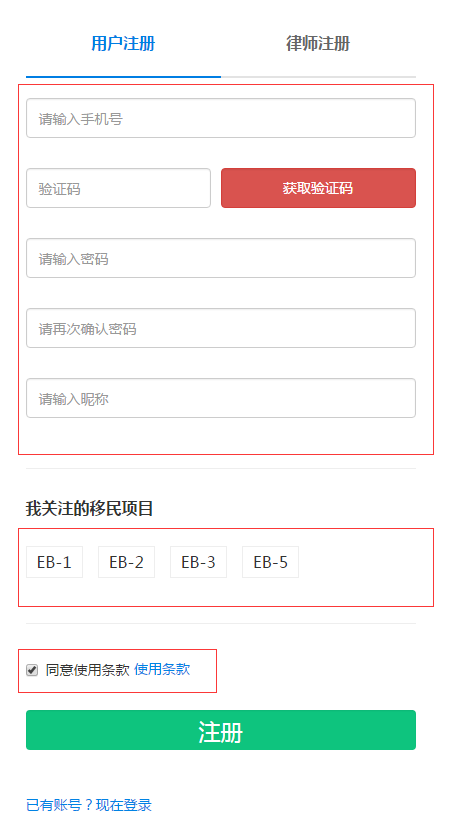 用户注册 律师注册
请输入手机号
验证码 获取验证码
请输入密码
请再次确认密码
请输入昵称
我关注的移民项目
EB-1 EB-2 EB-3 EB-5
同意使用条款 使用条款
注册
已有账号？现在登录